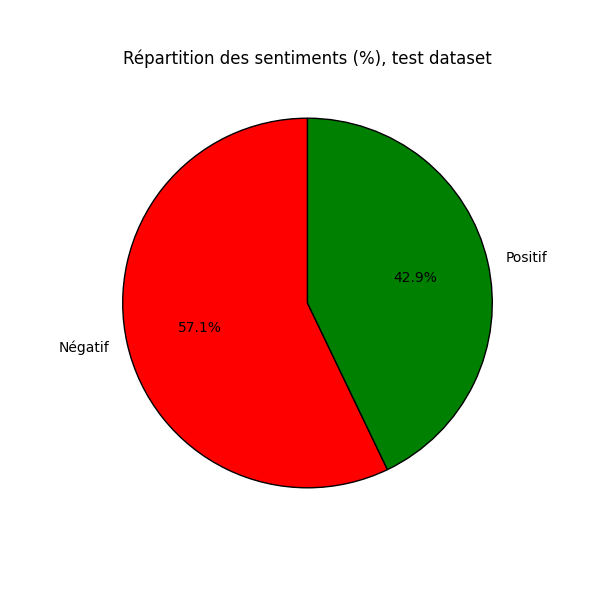 Répartition des sentiments (%), test dataset
Positif
42.9%
57.1%
Négatif